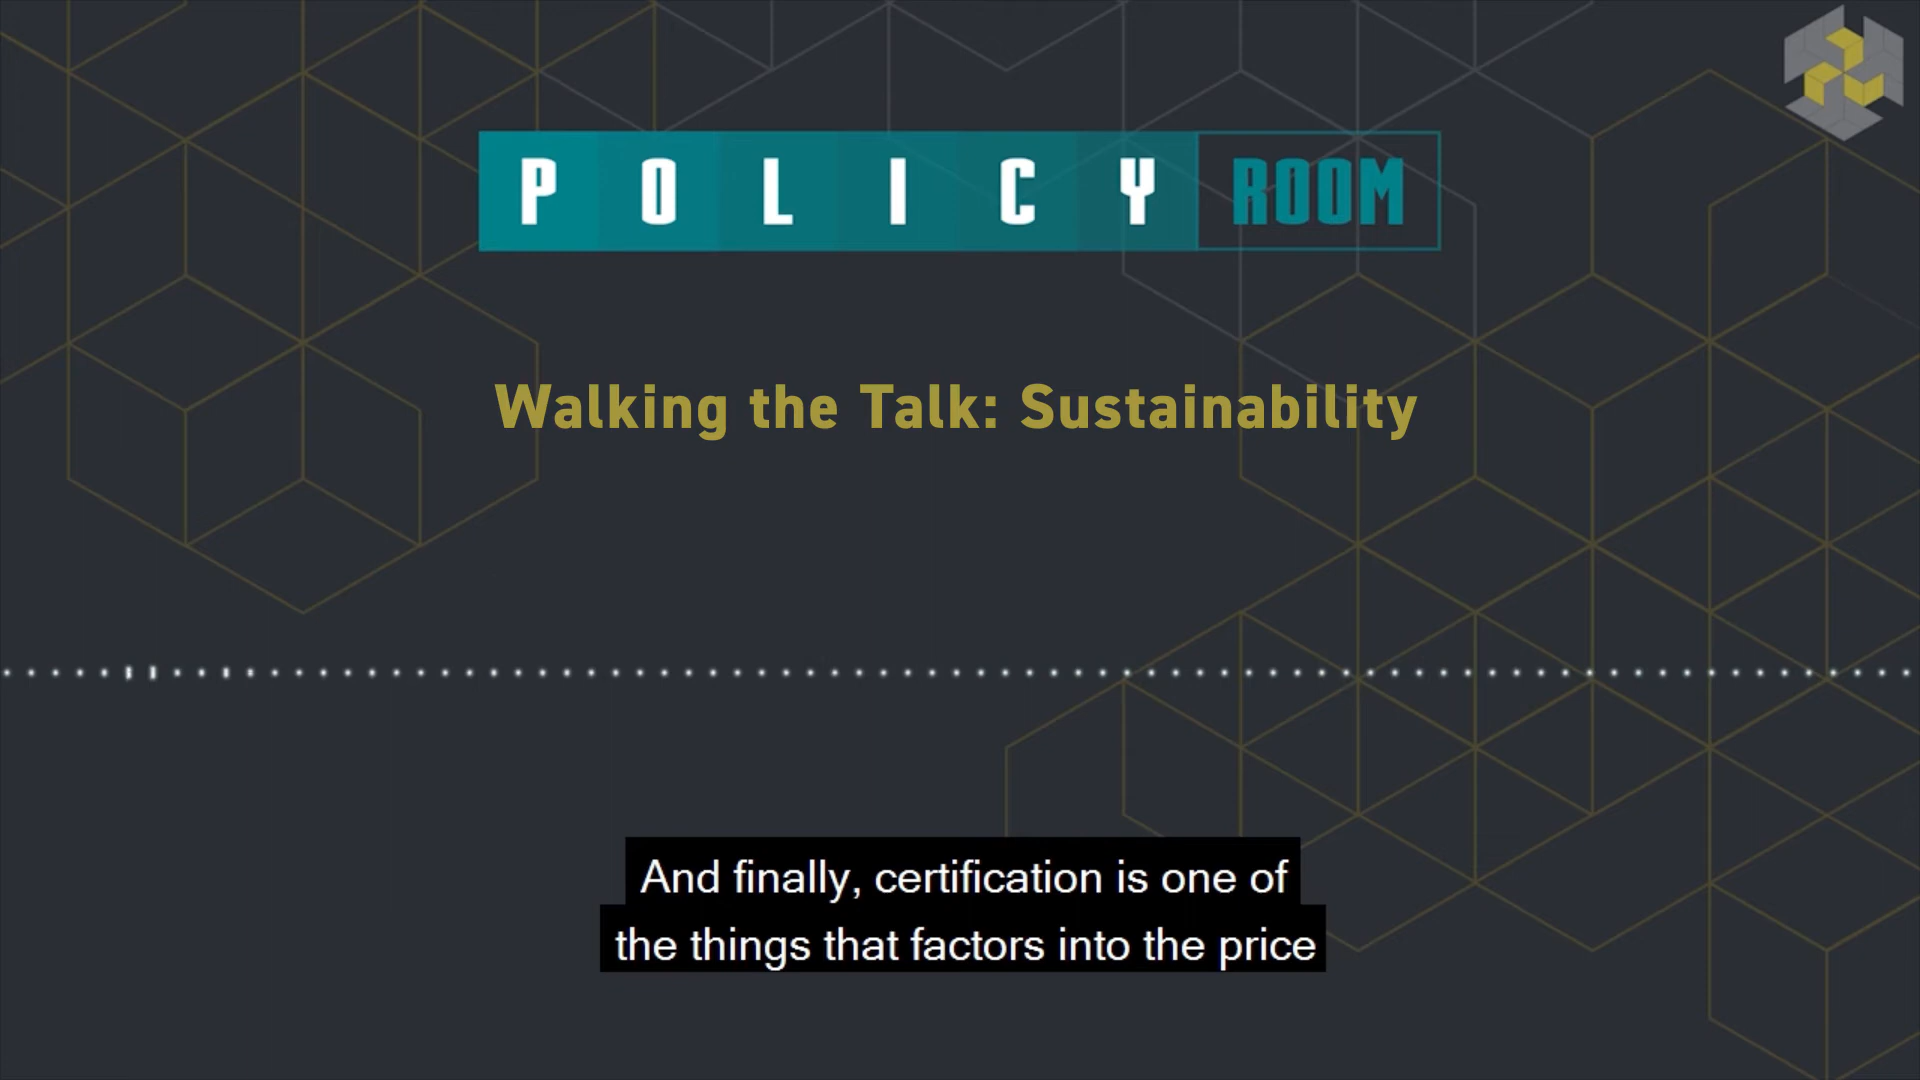 POLICY ROOM
Walking the Talk: Sustainability
And finally, certification is one of
the things that factors into the price